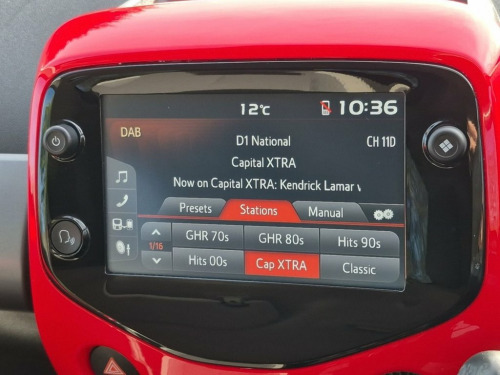 12°C 10:36
DAB
D1 National CH 11D
Capital XTRA
Now on Capital XTRA: Kendrick Lamar
Presets Stations Manual
GHR 70s GHR 80s Hits 90s
1/16
Hits 00s Cap XTRA Classic